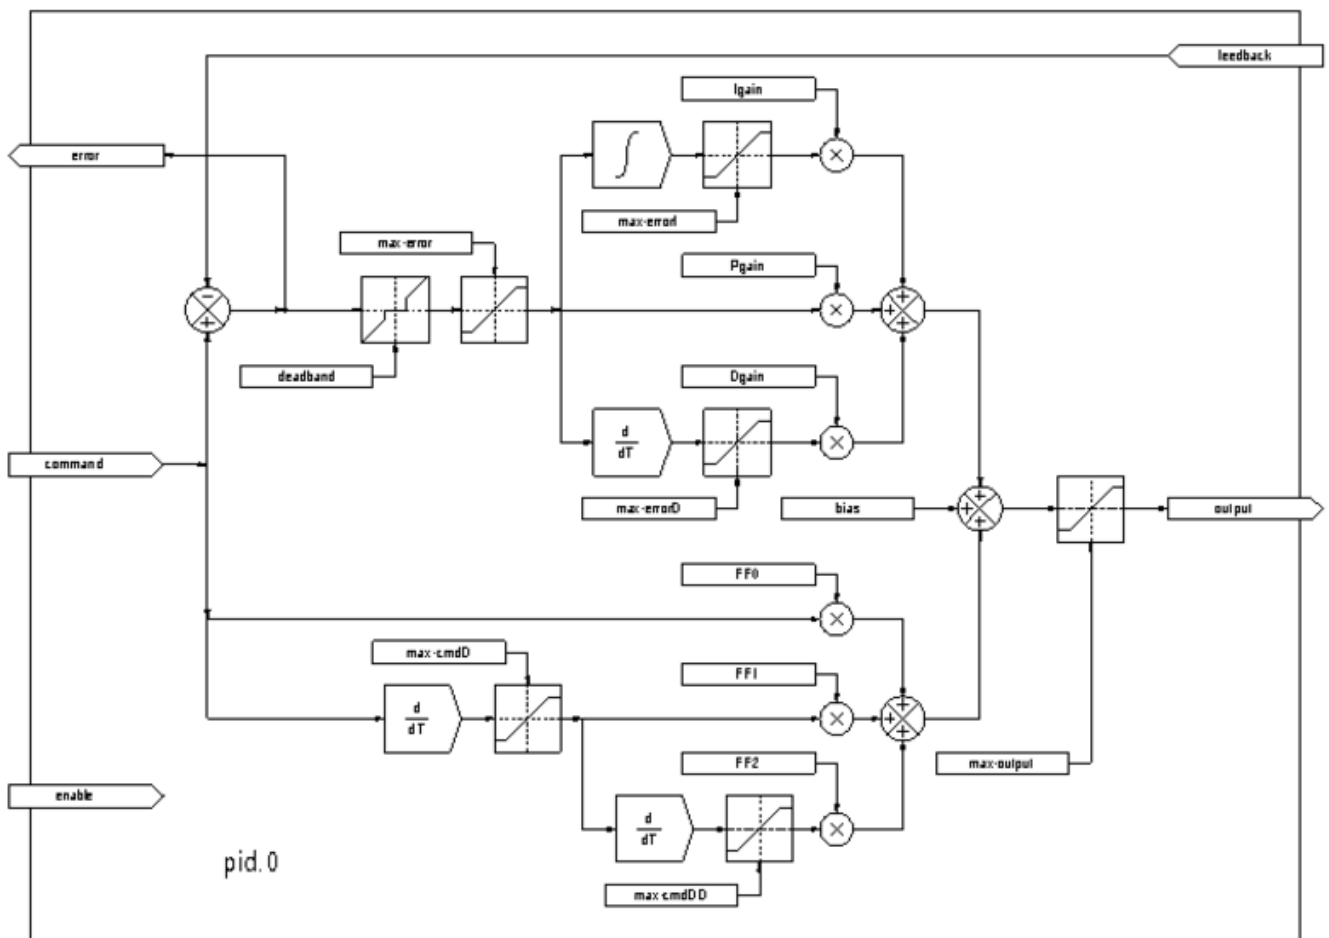 feedback
Igain
error
max-errorI
max-error
Pgain
- +
+ + +
deadband
Dgain
command
d
dT
max-errorD
bias
+ + +
output
FF0
max-cmdD
FF1
d
dT
+ + +
FF2
max-output
enable
d
dT
pid.0
max-cmdDD